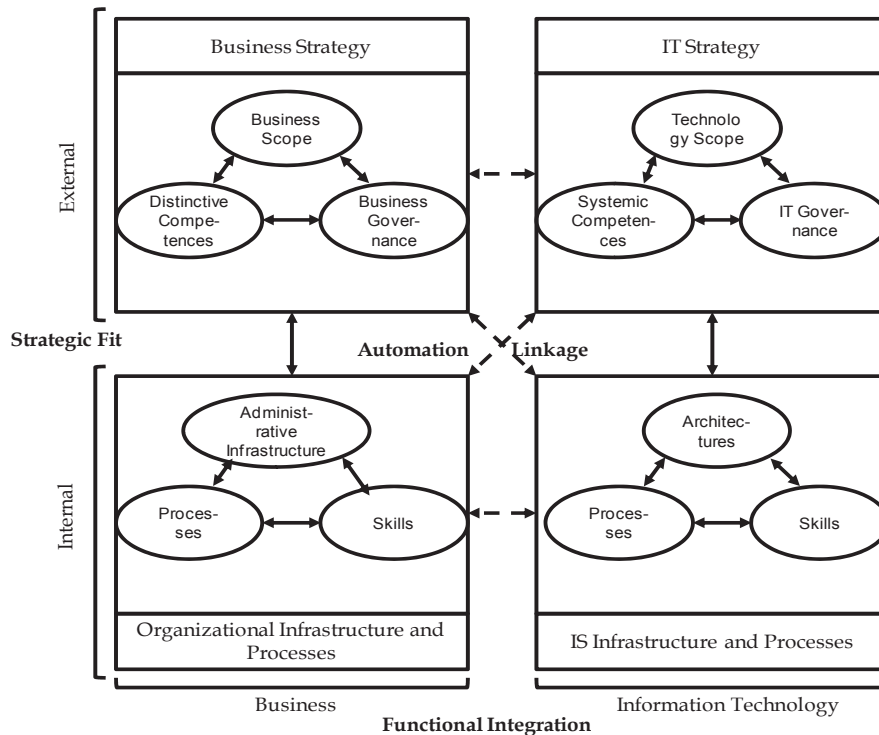 Business Strategy
IT Strategy
External
Business
Scope
Distinctive
Compe-
tences
Business
Gover-
nance
Technolo
gy Scope
Systemic
Competen-
ces
IT Gover-
nance
Strategic Fit
Automation
Linkage
Internal
Administ-
rative
Infrastructure
Proces-
ses
Skills
Architec-
tures
Proces-
ses
Skills
Organizational Infrastructure and
Processes
IS Infrastructure and Processes
Business
Information Technology
Functional Integration